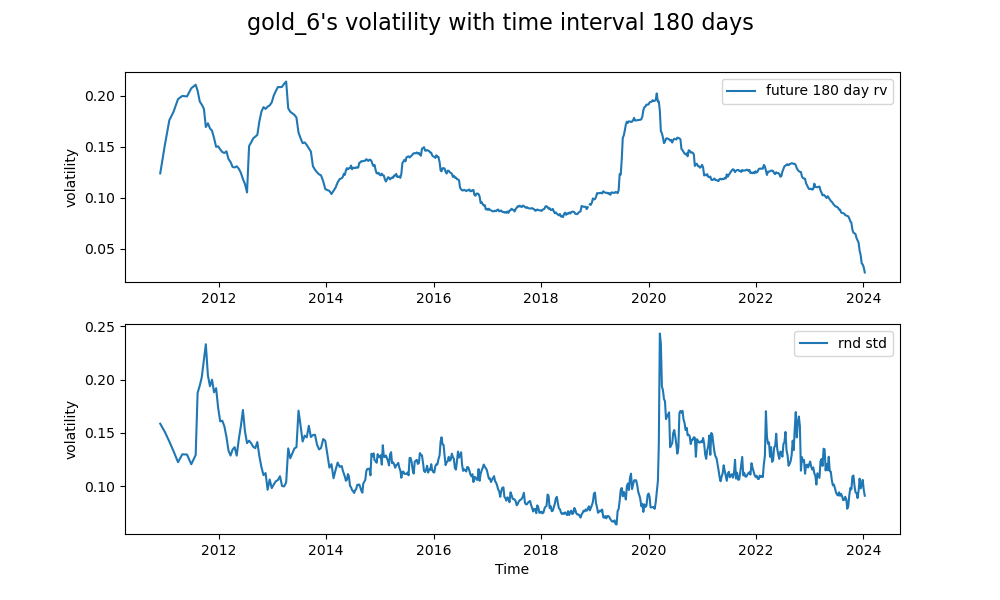 gold_6's volatility with time interval 180 days
future 180 day rv
volatility
0.20
0.15
0.10
0.05
2012 2014 2016 2018 2020 2022 2024
rnd std
volatility
0.25
0.20
0.15
0.10
2012 2014 2016 2018 2020 2022 2024
Time